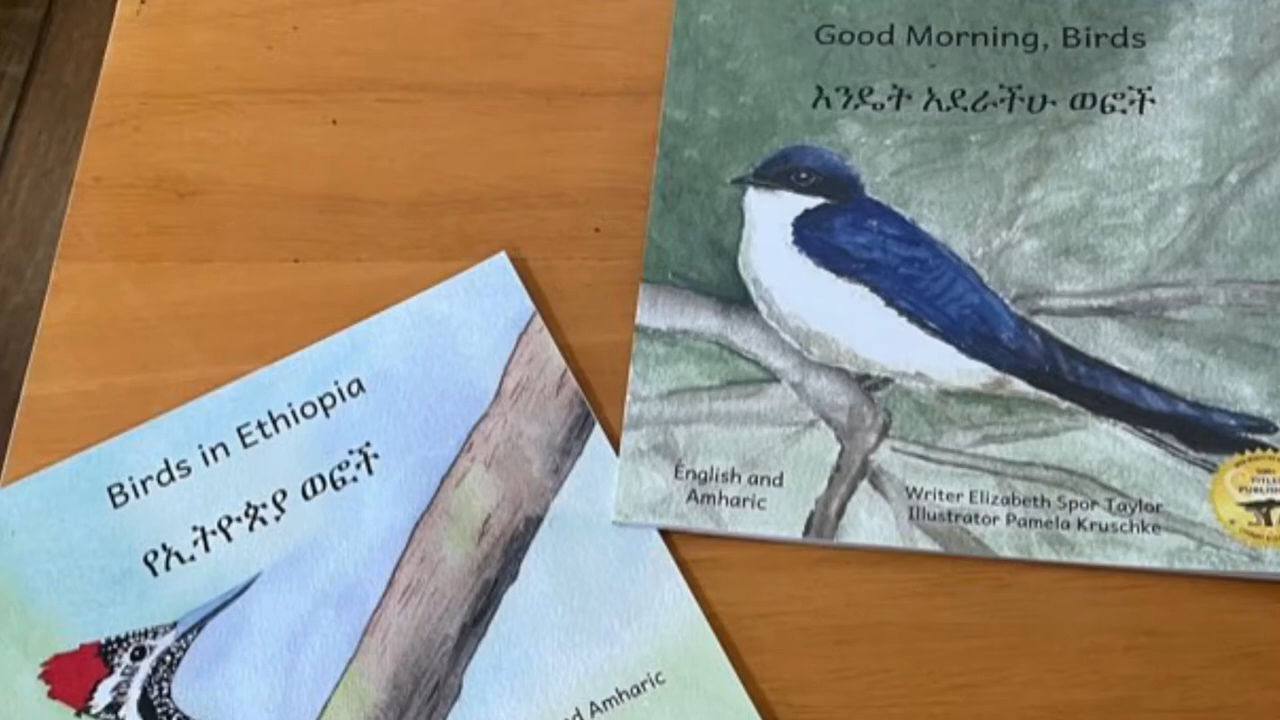 Good Morning, Birds
እንዴት አደራችሁ ወፎች
English and
Amharic
Writer Elizabeth Spor Taylor
Illustrator Pamela Kruschke
Birds in Ethiopia
የኢትዮጵያ ወፎች
Amharic